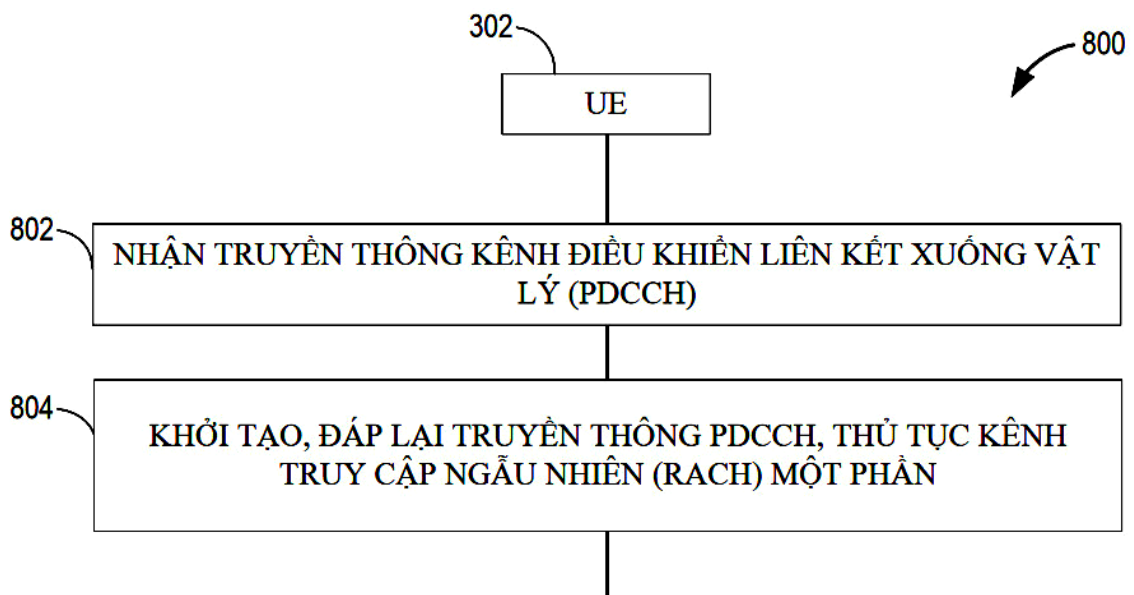 302
800
UE
802
NHẬN TRUYỀN THÔNG KÊNH ĐIỀU KHIỂN LIÊN KẾT XUỐNG VẬT
LÝ (PDCCH)
804
KHỞI TẠO, ĐÁP LẠI TRUYỀN THÔNG PDCCH, THỦ TỤC KÊNH
TRUY CẬP NGẪU NHIÊN (RACH) MỘT PHẦN